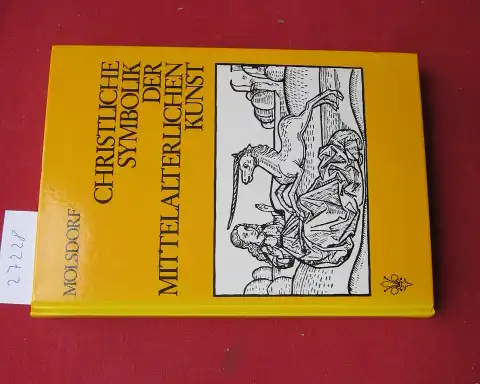 MOLSDORF
CHRISTLICHE
SYMBOLIK
DER
MITTELALTERLICHEN
KUNST
27228